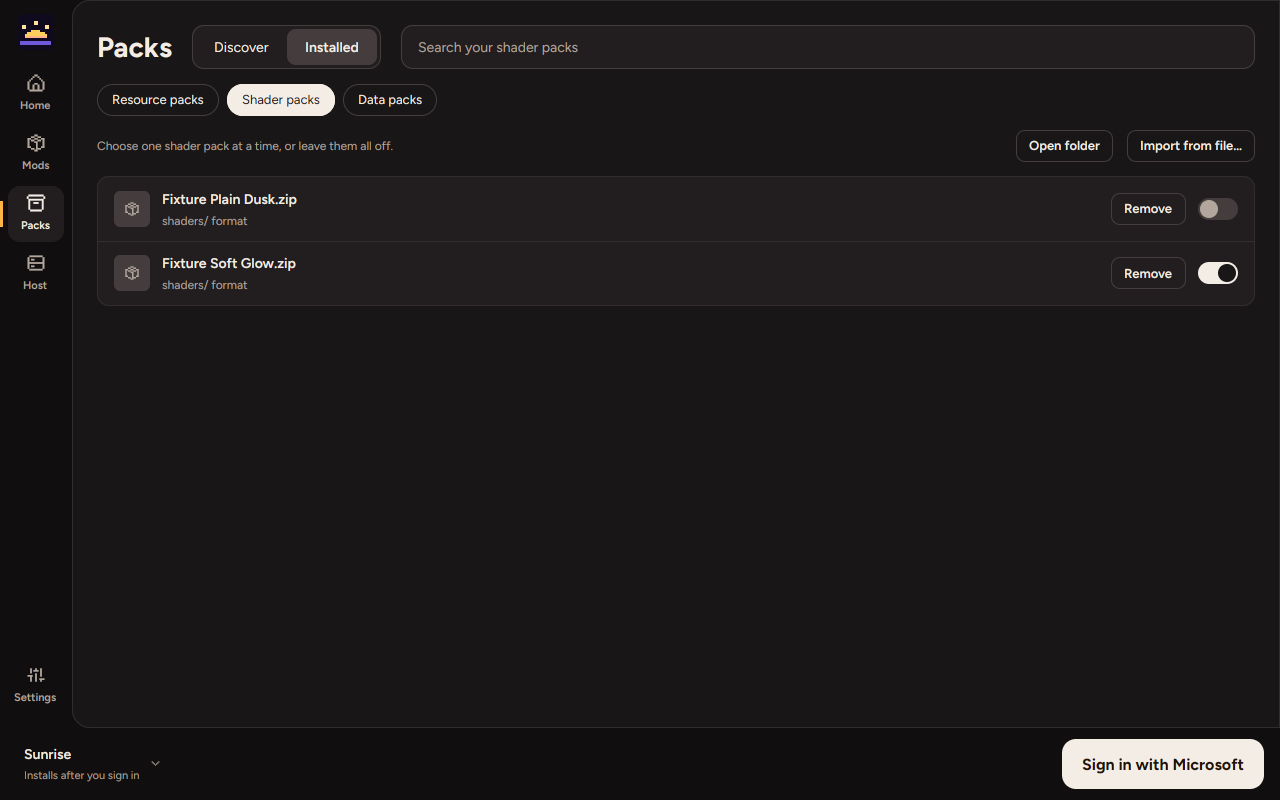 Packs
Discover
Installed
Search your shader packs
Home
Mods
Packs
Host
Settings
Resource packs
Shader packs
Data packs
Choose one shader pack at a time, or leave them all off.
Open folder
Import from file...
Fixture Plain Dusk.zip
shaders/ format
Remove
Fixture Soft Glow.zip
shaders/ format
Remove
Sunrise
Installs after you sign in
Sign in with Microsoft